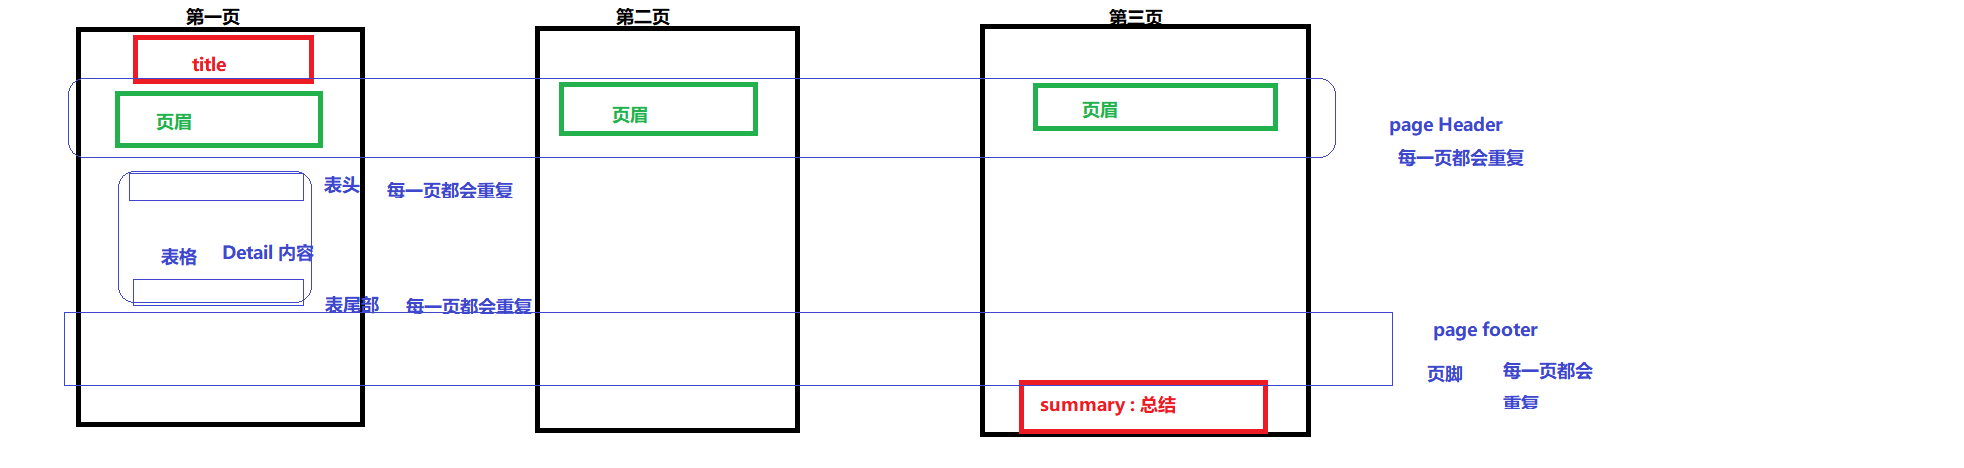 第一页
第二页
第三页
title
页眉
页眉
页眉
page Header
每一页都会重复
表头
每一页都会重复
表格
Detail 内容
表尾部
每一页都会重复
page footer
页脚
每一页都会
重复
summary : 总结